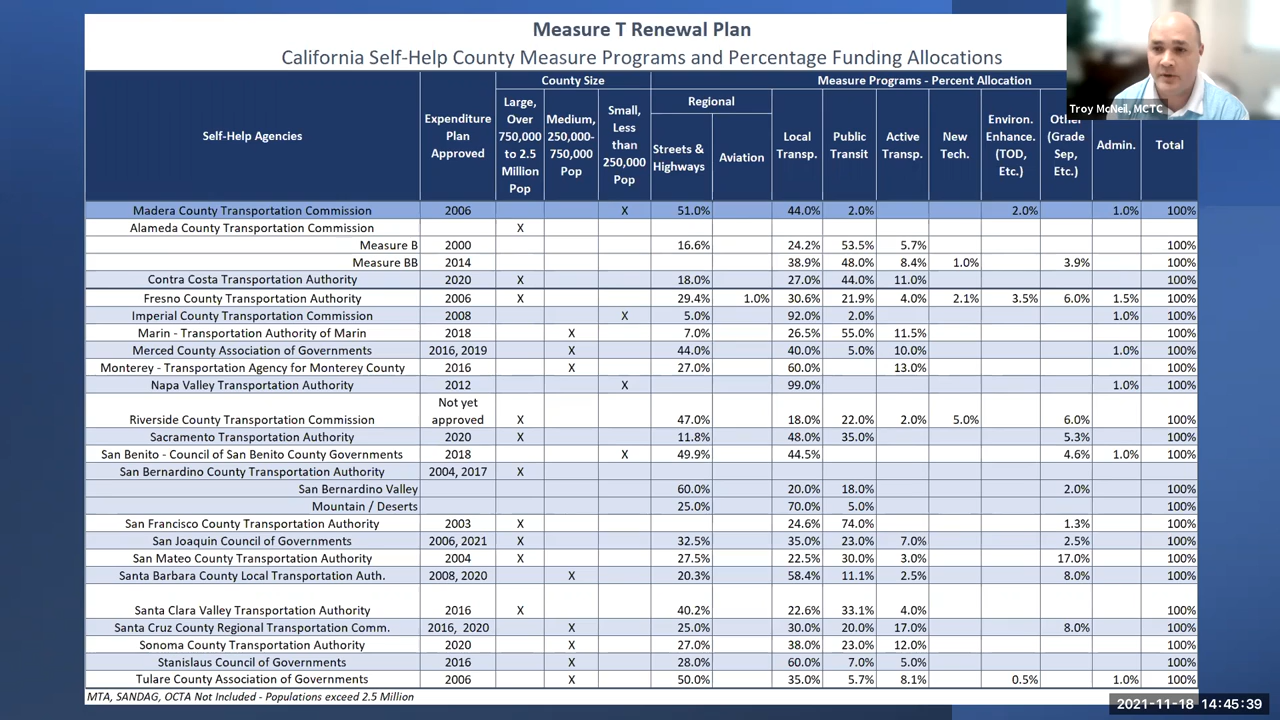 Measure T Renewal Plan
California Self-Help County Measure Programs and Percentage Funding Allocations
Self-Help Agencies
Expenditure Plan Approved
County Size
Large, Over 750,000 to 2.5 Million Pop
Medium, 250,000-750,000 Pop
Small, Less than 250,000 Pop
Measure Programs - Percent Allocation
Regional
Streets & Highways
Aviation
Local Transp.
Public Transit
Active Transp.
New Tech.
Environ. Enhance. (TOD, Etc.)
(Grade Sep, Etc.)
Admin.
Total
Troy McNeil, MCTC
Madera County Transportation Commission 2006 X 51.0% 44.0% 2.0% 2.0% 1.0% 100%
Alameda County Transportation Commission X
Measure B 2000 16.6% 24.2% 53.5% 5.7% 100%
Measure BB 2014 38.9% 48.0% 8.4% 1.0% 3.9% 100%
Contra Costa Transportation Authority 2020 X 18.0% 27.0% 44.0% 11.0% 100%
Fresno County Transportation Authority 2006 X 29.4% 1.0% 30.6% 21.9% 4.0% 2.1% 3.5% 6.0% 1.5% 100%
Imperial County Transportation Commission 2008 X 5.0% 92.0% 2.0% 1.0% 100%
Marin - Transportation Authority of Marin 2018 X 7.0% 26.5% 55.0% 11.5% 100%
Merced County Association of Governments 2016, 2019 X 44.0% 40.0% 5.0% 10.0% 1.0% 100%
Monterey - Transportation Agency for Monterey County 2016 X 27.0% 60.0% 13.0% 100%
Napa Valley Transportation Authority 2012 X 99.0% 1.0% 100%
Riverside County Transportation Commission Not yet approved X 47.0% 18.0% 22.0% 2.0% 5.0% 6.0% 100%
Sacramento Transportation Authority 2020 X 11.8% 48.0% 35.0% 5.3% 100%
San Benito - Council of San Benito County Governments 2018 X 49.9% 44.5% 4.6% 1.0% 100%
San Bernardino County Transportation Authority 2004, 2017 X
San Bernardino Valley 60.0% 20.0% 18.0% 2.0% 100%
Mountain / Deserts 25.0% 70.0% 5.0% 100%
San Francisco County Transportation Authority 2003 X 24.6% 74.0% 1.3% 100%
San Joaquin Council of Governments 2006, 2021 X 32.5% 35.0% 23.0% 7.0% 2.5% 100%
San Mateo County Transportation Authority 2004 X 27.5% 22.5% 30.0% 3.0% 17.0% 100%
Santa Barbara County Local Transportation Auth. 2008, 2020 X 20.3% 58.4% 11.1% 2.5% 8.0% 100%
Santa Clara Valley Transportation Authority 2016 X 40.2% 22.6% 33.1% 4.0% 100%
Santa Cruz County Regional Transportation Comm. 2016, 2020 X 25.0% 30.0% 20.0% 17.0% 8.0% 100%
Sonoma County Transportation Authority 2020 X 27.0% 38.0% 23.0% 12.0% 100%
Stanislaus Council of Governments 2016 X 28.0% 60.0% 7.0% 5.0% 100%
Tulare County Association of Governments 2006 X 50.0% 35.0% 5.7% 8.1% 0.5% 1.0% 100%
MTA, SANDAG, OCTA Not Included - Populations exceed 2.5 Million
2021-11-18 14:45:39